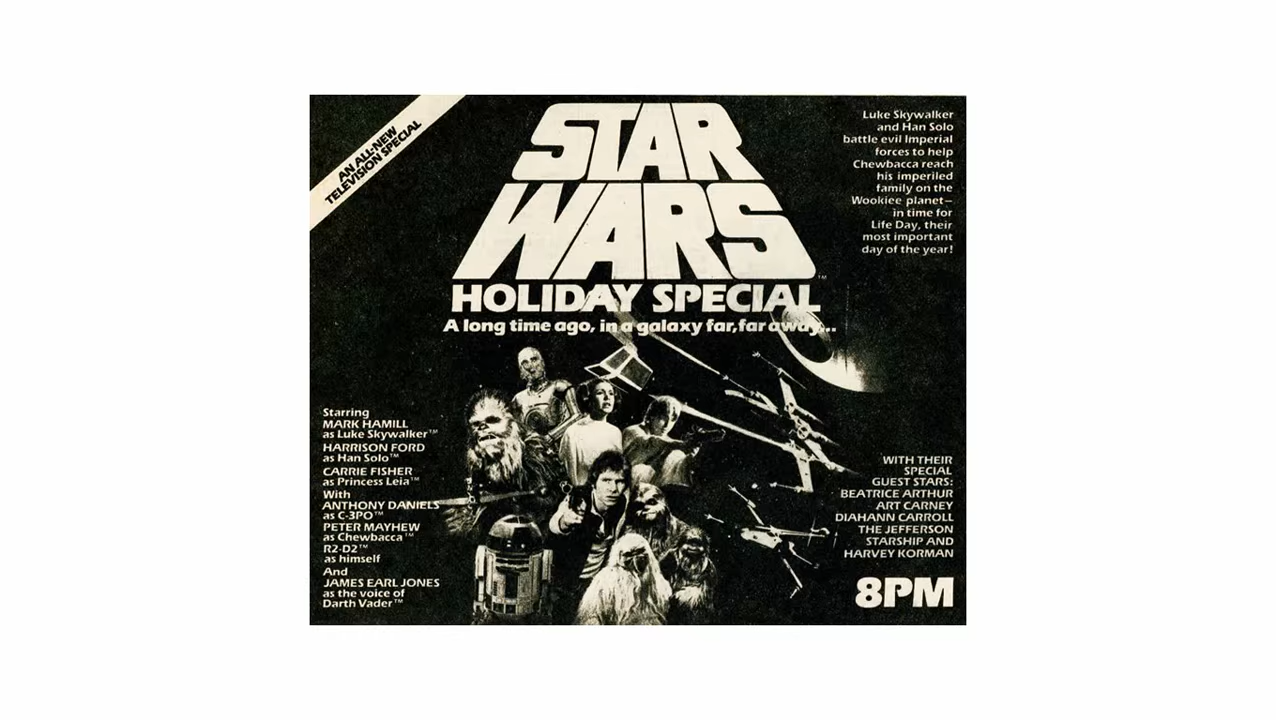 AN ALL-NEW
TELEVISION SPECIAL
STAR
WARS
™
HOLIDAY SPECIAL
A long time ago, in a galaxy far, far away...
Luke Skywalker
and Han Solo
battle evil Imperial
forces to help
Chewbacca reach
his imperiled
family on the
Wookiee planet—
in time for
Life Day, their
most important
day of the year!
Starring
MARK HAMILL
as Luke Skywalker™
HARRISON FORD
as Han Solo™
CARRIE FISHER
as Princess Leia™
With
ANTHONY DANIELS
as C-3PO™
PETER MAYHEW
as Chewbacca™
R2-D2™
as himself
And
JAMES EARL JONES
as the voice of
Darth Vader™
WITH THEIR
SPECIAL
GUEST STARS:
BEATRICE ARTHUR
ART CARNEY
DIAHANN CARROLL
THE JEFFERSON
STARSHIP AND
HARVEY KORMAN
8PM